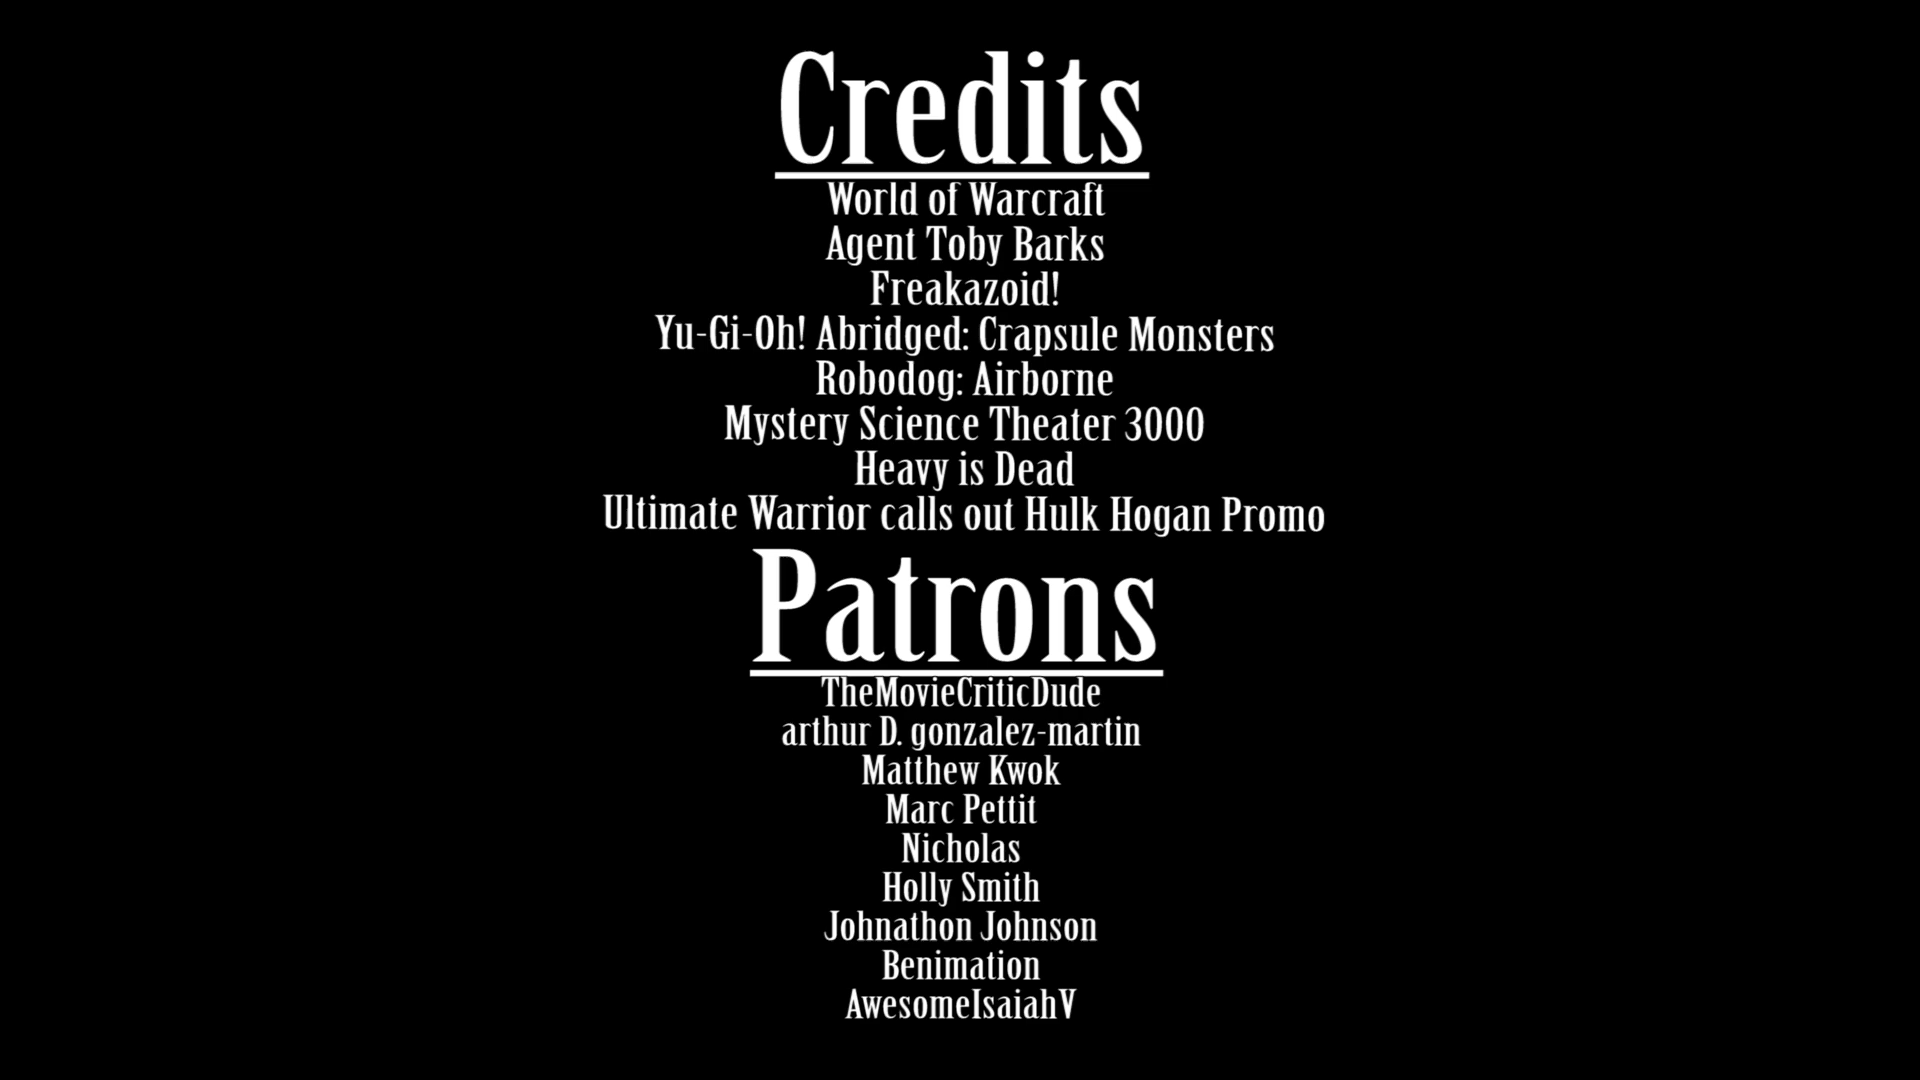 Credits
World of Warcraft
Agent Toby Barks
Freakazoid!
Yu-Gi-Oh! Abridged: Crapsule Monsters
Robodog: Airborne
Mystery Science Theater 3000
Heavy is Dead
Ultimate Warrior calls out Hulk Hogan Promo
Patrons
TheMovieCriticDude
arthur D. gonzalez-martin
Matthew Kwok
Marc Pettit
Nicholas
Holly Smith
Johnathon Johnson
Benimation
AwesomeIsaiahV